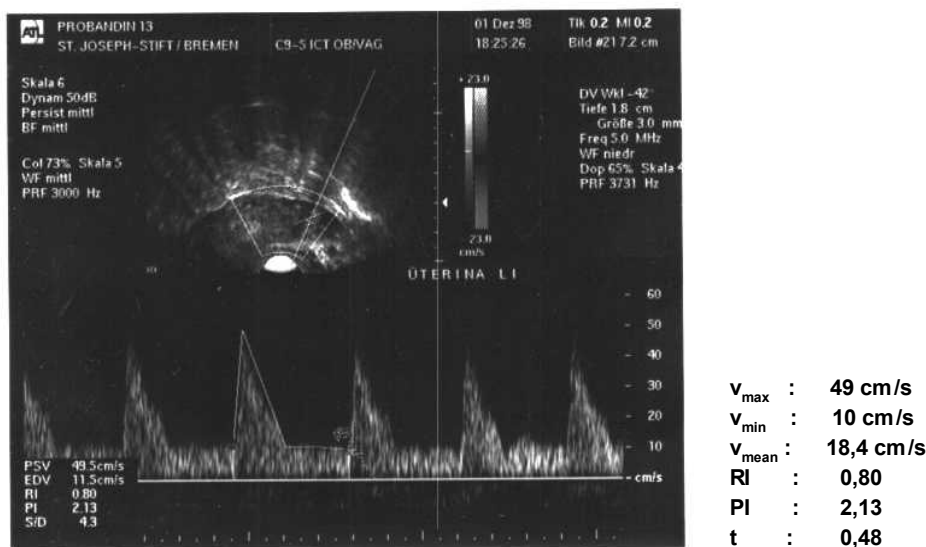 ATL PROBANDIN 13 01 Dez 98 TIk 0.2 MI 0.2
ST. JOSEPH-STIFT / BREMEN C9-5 ICT OB/VAG 18:25:26 Bild #21 7.2 cm
Skala 6
Dynam 50dB
Persist mittl
BF mittl
Col 73% Skala 5
WF mittl
PRF 3000 Hz
+ 23.0
- 23.0
cm/s
DV Wkl -42°
Tiefe 1.8 cm
Größe 3.0 mm
Freq 5.0 MHz
WF niedr
Dop 65% Skala 4
PRF 3731 Hz
UTERINA LI
- 60
- 50
- 40
- 30
- 20
- 10
- cm/s
PSV 49.5cm/s
EDV 11.5cm/s
RI 0.80
PI 2.13
S/D 4.3
vmax : 49 cm/s
vmin : 10 cm/s
vmean : 18,4 cm/s
RI : 0,80
PI : 2,13
t : 0,48